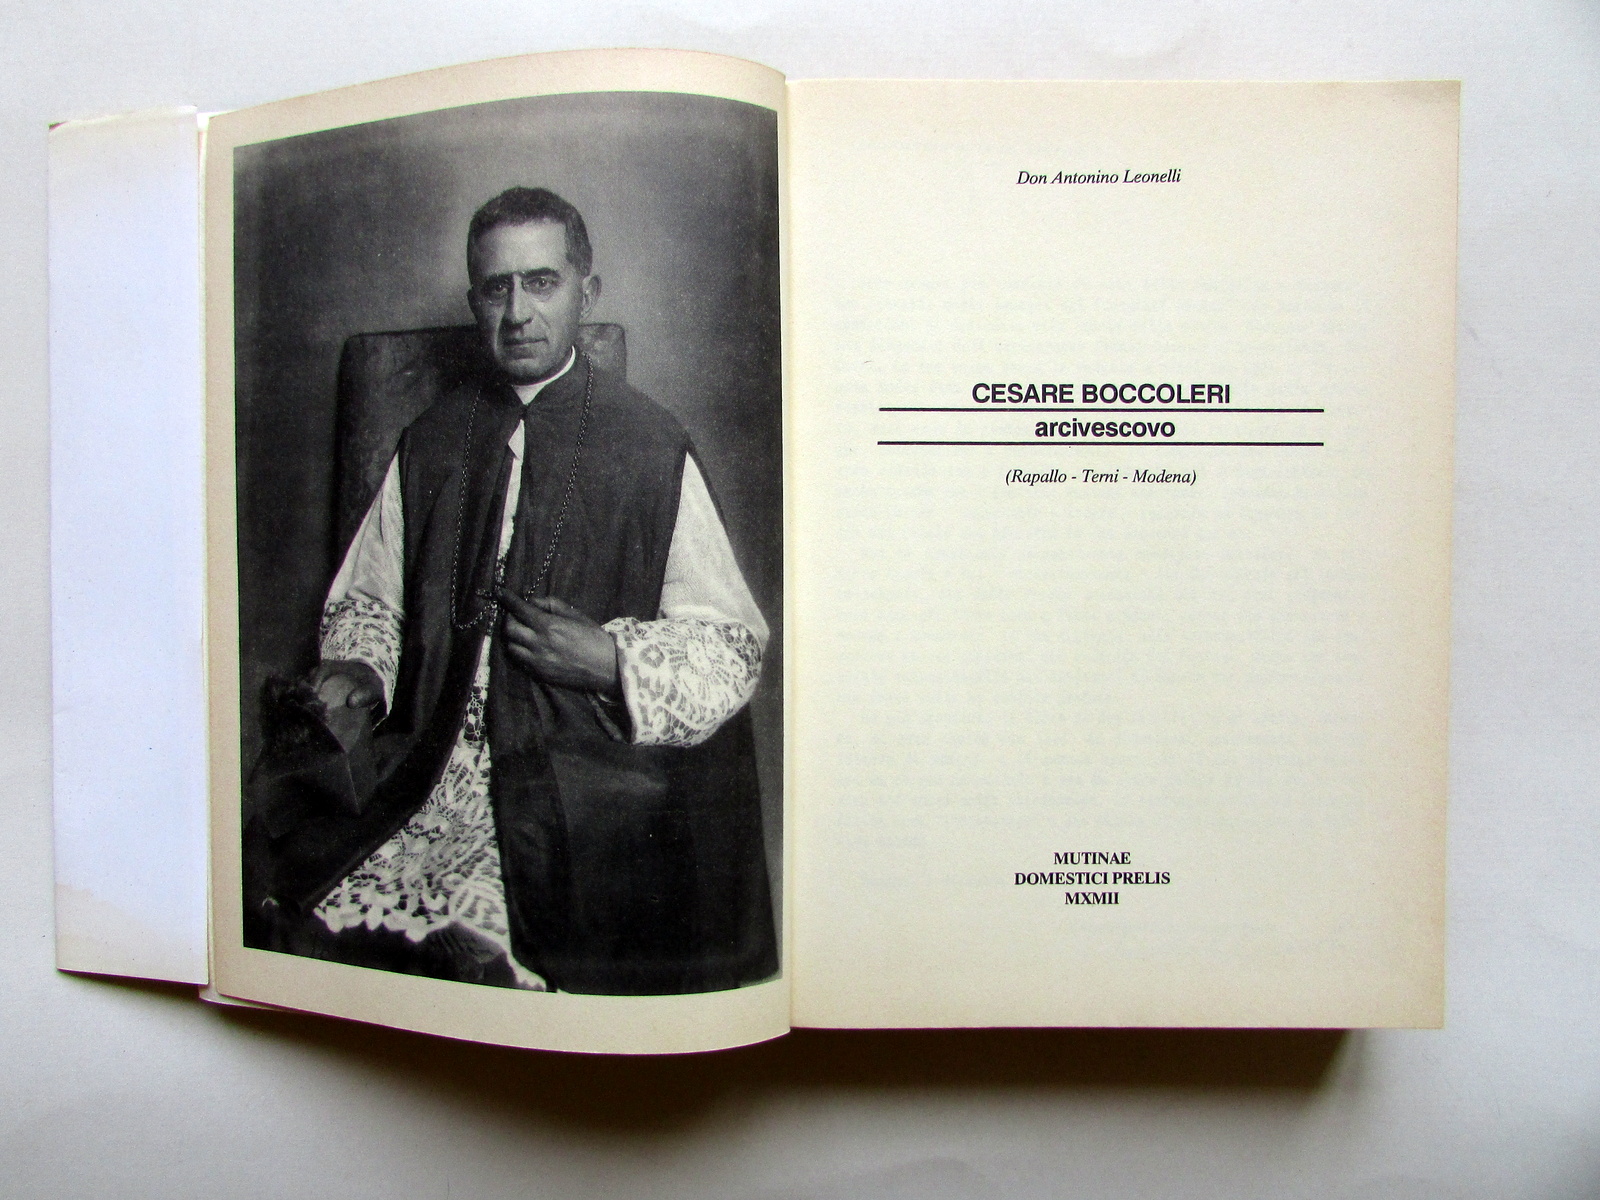 Don Antonino Leonelli
CESARE BOCCOLERI
arcivescovo
(Rapallo - Terni - Modena)
MUTINAE
DOMESTICI PRELIS
MXMII